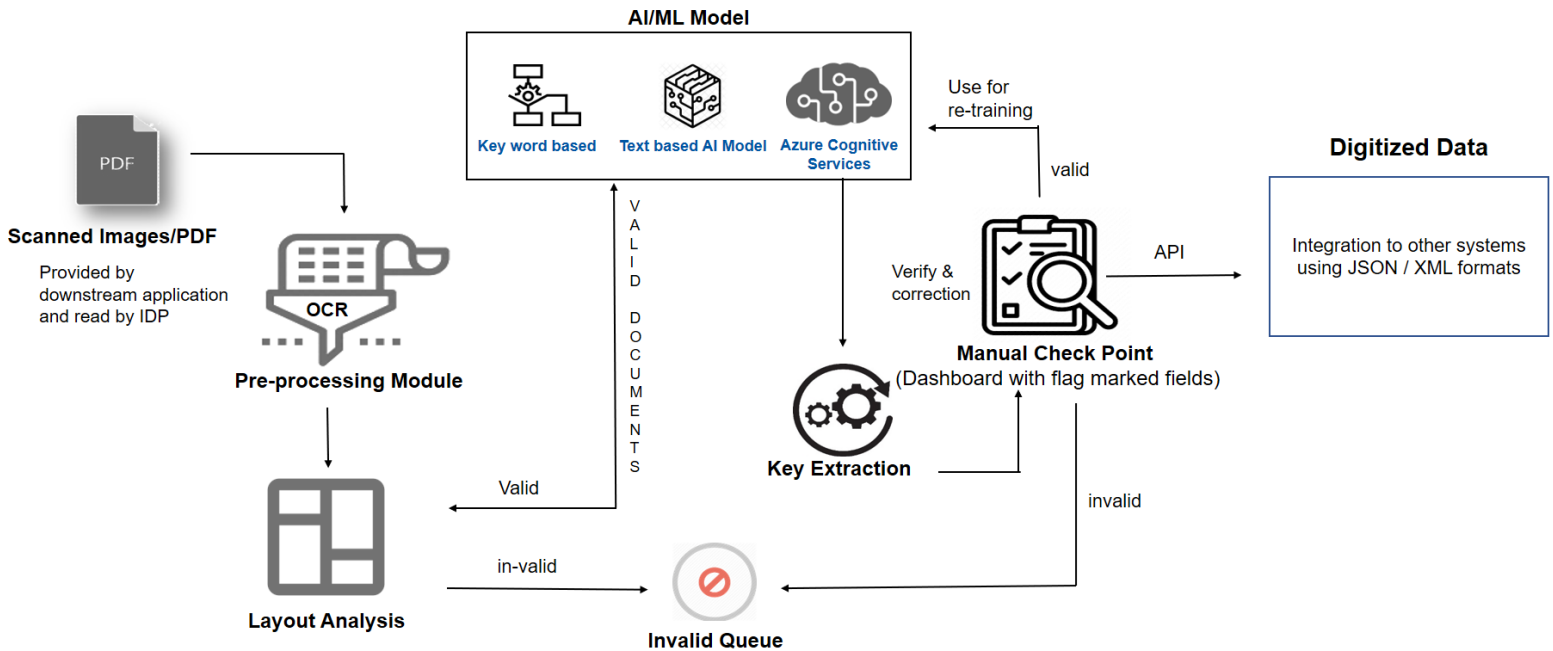 AI/ML Model
Key word based
Text based AI Model
Azure Cognitive
Services
PDF
Scanned Images/PDF
Provided by
downstream application
and read by IDP
OCR
Pre-processing Module
Layout Analysis
Valid
in-valid
VALID DOCUMENTS
Invalid Queue
Key Extraction
Use for
re-training
valid
Verify &
correction
Manual Check Point
(Dashboard with flag marked fields)
invalid
API
Digitized Data
Integration to other systems
using JSON / XML formats